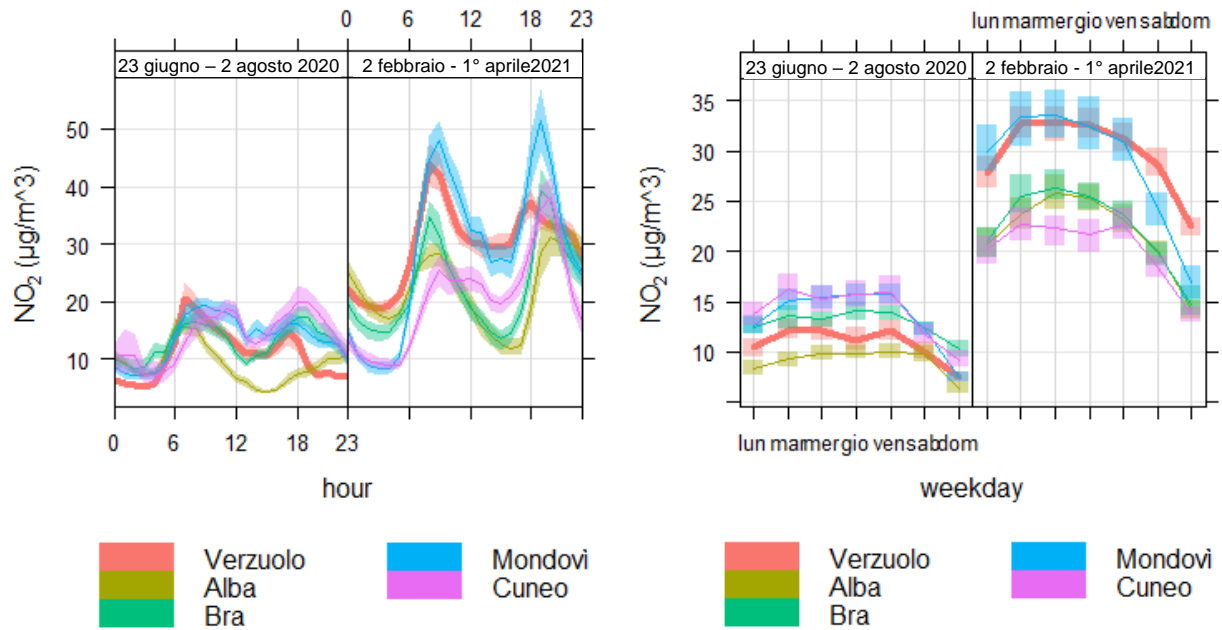 0 6 12 18 23
lun mar mer gio ven sab dom
23 giugno – 2 agosto 2020
2 febbraio - 1° aprile2021
23 giugno – 2 agosto 2020
2 febbraio - 1° aprile2021
50
40
30
20
10
NO₂ (µg/m^3)
35
30
25
20
15
10
NO₂ (µg/m^3)
0 6 12 18 23
lun mar mer gio ven sab dom
hour
weekday
Verzuolo
Alba
Bra
Mondovì
Cuneo
Verzuolo
Alba
Bra
Mondovì
Cuneo